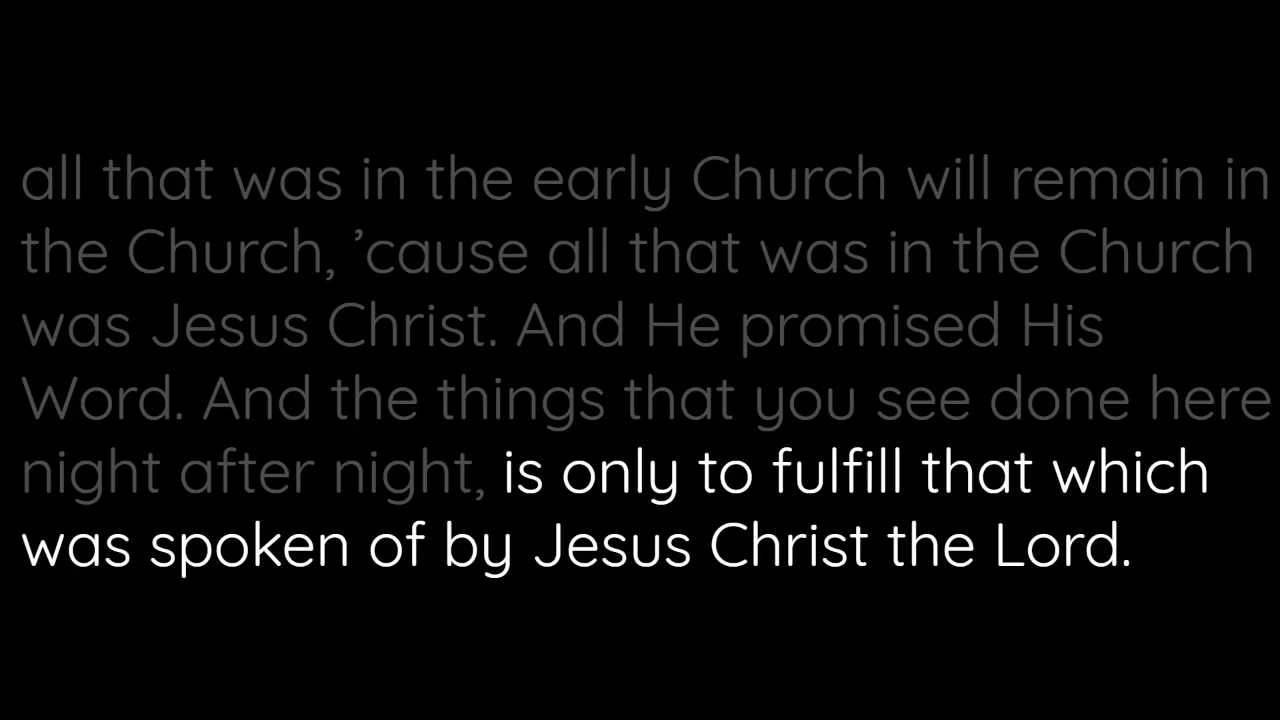 all that was in the early Church will remain in
the Church, ’cause all that was in the Church
was Jesus Christ. And He promised His
Word. And the things that you see done here
night after night, is only to fulfill that which
was spoken of by Jesus Christ the Lord.